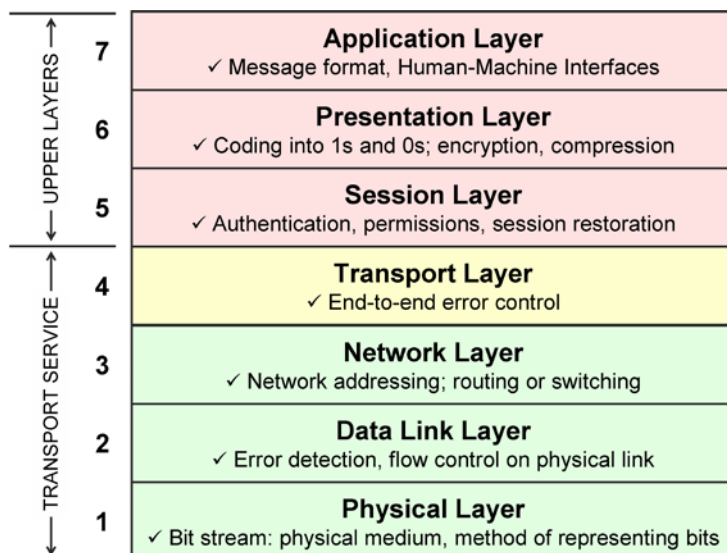 UPPER LAYERS
7
Application Layer
✓ Message format, Human-Machine Interfaces
6
Presentation Layer
✓ Coding into 1s and 0s; encryption, compression
5
Session Layer
✓ Authentication, permissions, session restoration
TRANSPORT SERVICE
4
Transport Layer
✓ End-to-end error control
3
Network Layer
✓ Network addressing; routing or switching
2
Data Link Layer
✓ Error detection, flow control on physical link
1
Physical Layer
✓ Bit stream: physical medium, method of representing bits